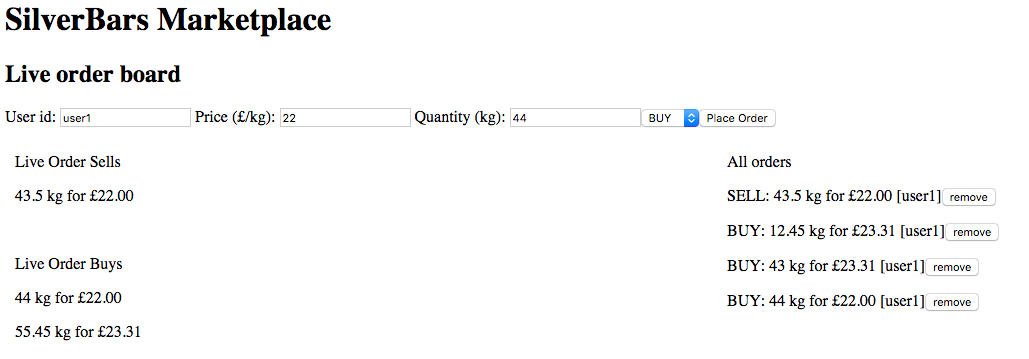 SilverBars Marketplace
Live order board
User id: user1 Price (£/kg): 22 Quantity (kg): 44 BUY Place Order
Live Order Sells
43.5 kg for £22.00
Live Order Buys
44 kg for £22.00
55.45 kg for £23.31
All orders
SELL: 43.5 kg for £22.00 [user1] remove
BUY: 12.45 kg for £23.31 [user1] remove
BUY: 43 kg for £23.31 [user1] remove
BUY: 44 kg for £22.00 [user1] remove